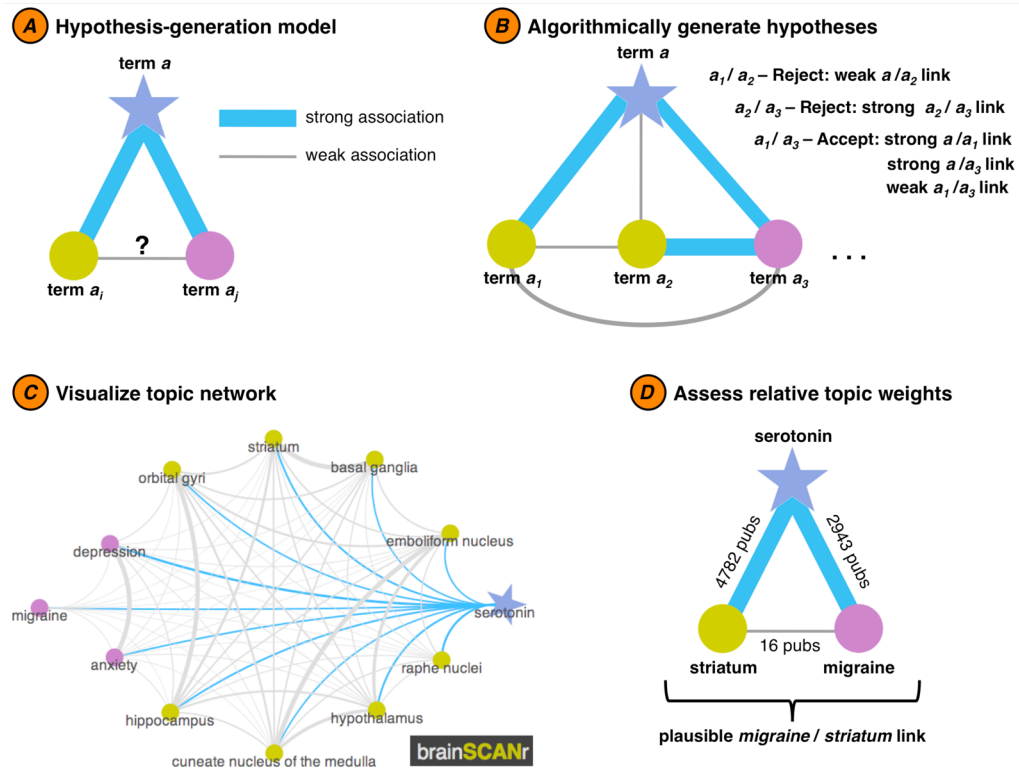 A Hypothesis-generation model
term a
strong association
weak association
?
term ai
term aj
B Algorithmically generate hypotheses
term a
a1 / a2 – Reject: weak a /a2 link
a2 / a3 – Reject: strong a2 / a3 link
a1 / a3 – Accept: strong a /a1 link
strong a /a3 link
weak a1 /a3 link
term a1
term a2
term a3
...
C Visualize topic network
striatum
basal ganglia
orbital gyri
emboliform nucleus
depression
serotonin
migraine
anxiety
raphe nuclei
hippocampus
hypothalamus
cuneate nucleus of the medulla
brainSCANr
D Assess relative topic weights
serotonin
4782 pubs
2943 pubs
16 pubs
striatum
migraine
plausible migraine / striatum link